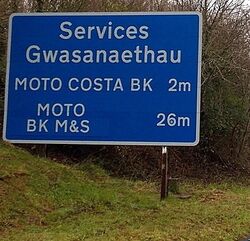 Services
Gwasanaethau
MOTO COSTA BK 2m
MOTO
BK M&S 26m